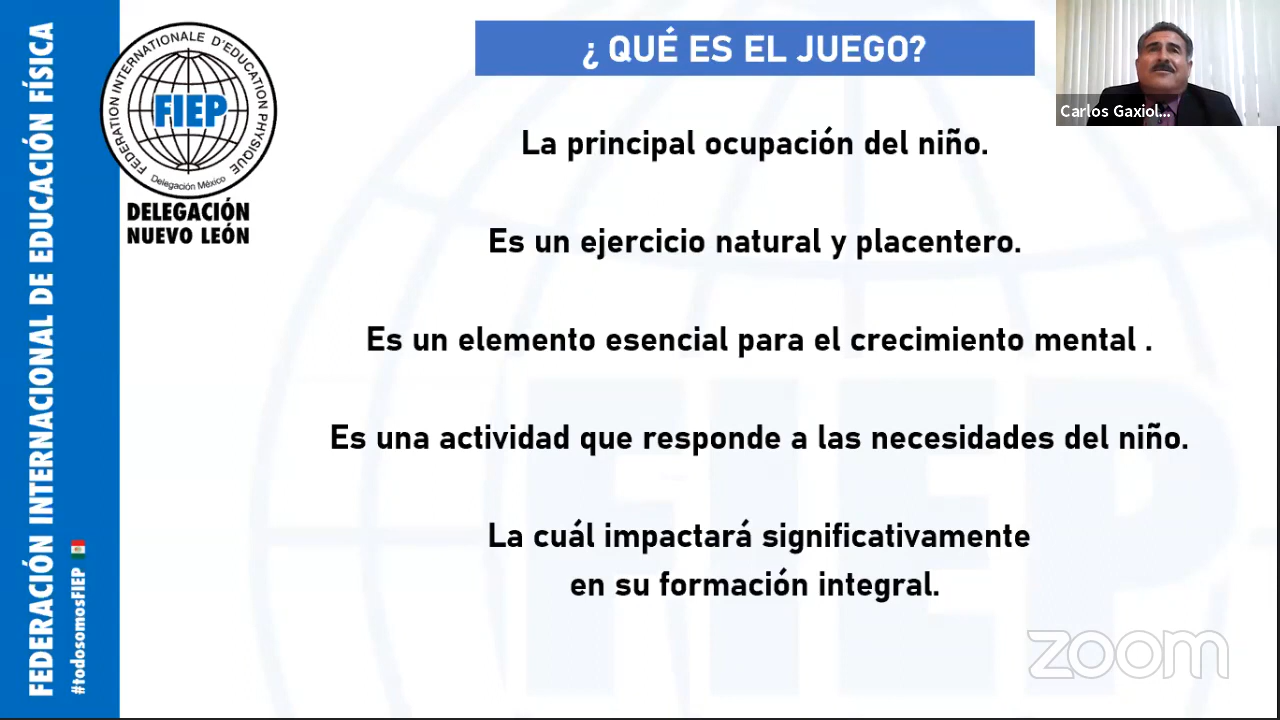 FEDERACIÓN INTERNACIONAL DE EDUCACIÓN FÍSICA
#todosomosFIEP
FEDERATION INTERNATIONALE D'EDUCATION PHYSIQUE
FIEP
Delegación México
DELEGACIÓN
NUEVO LEÓN
¿ QUÉ ES EL JUEGO?
Carlos Gaxiol...
La principal ocupación del niño.
Es un ejercicio natural y placentero.
Es un elemento esencial para el crecimiento mental .
Es una actividad que responde a las necesidades del niño.
La cuál impactará significativamente
en su formación integral.
FIEP
zoom